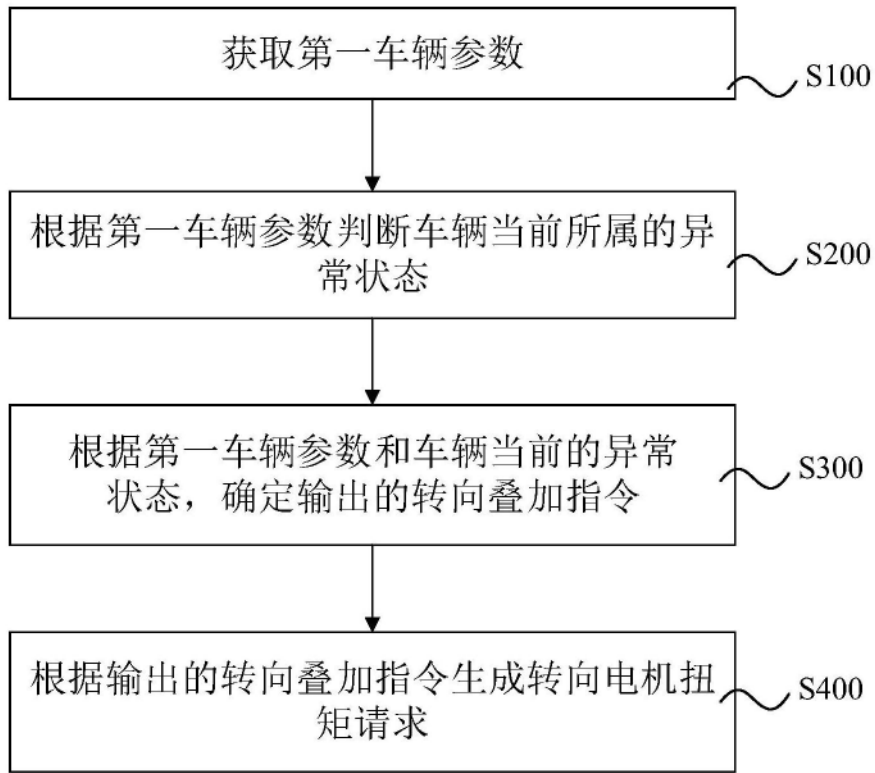 获取第一车辆参数
S100
根据第一车辆参数判断车辆当前所属的异
常状态
S200
根据第一车辆参数和车辆当前的异常
状态，确定输出的转向叠加指令
S300
根据输出的转向叠加指令生成转向电机扭
矩请求
S400